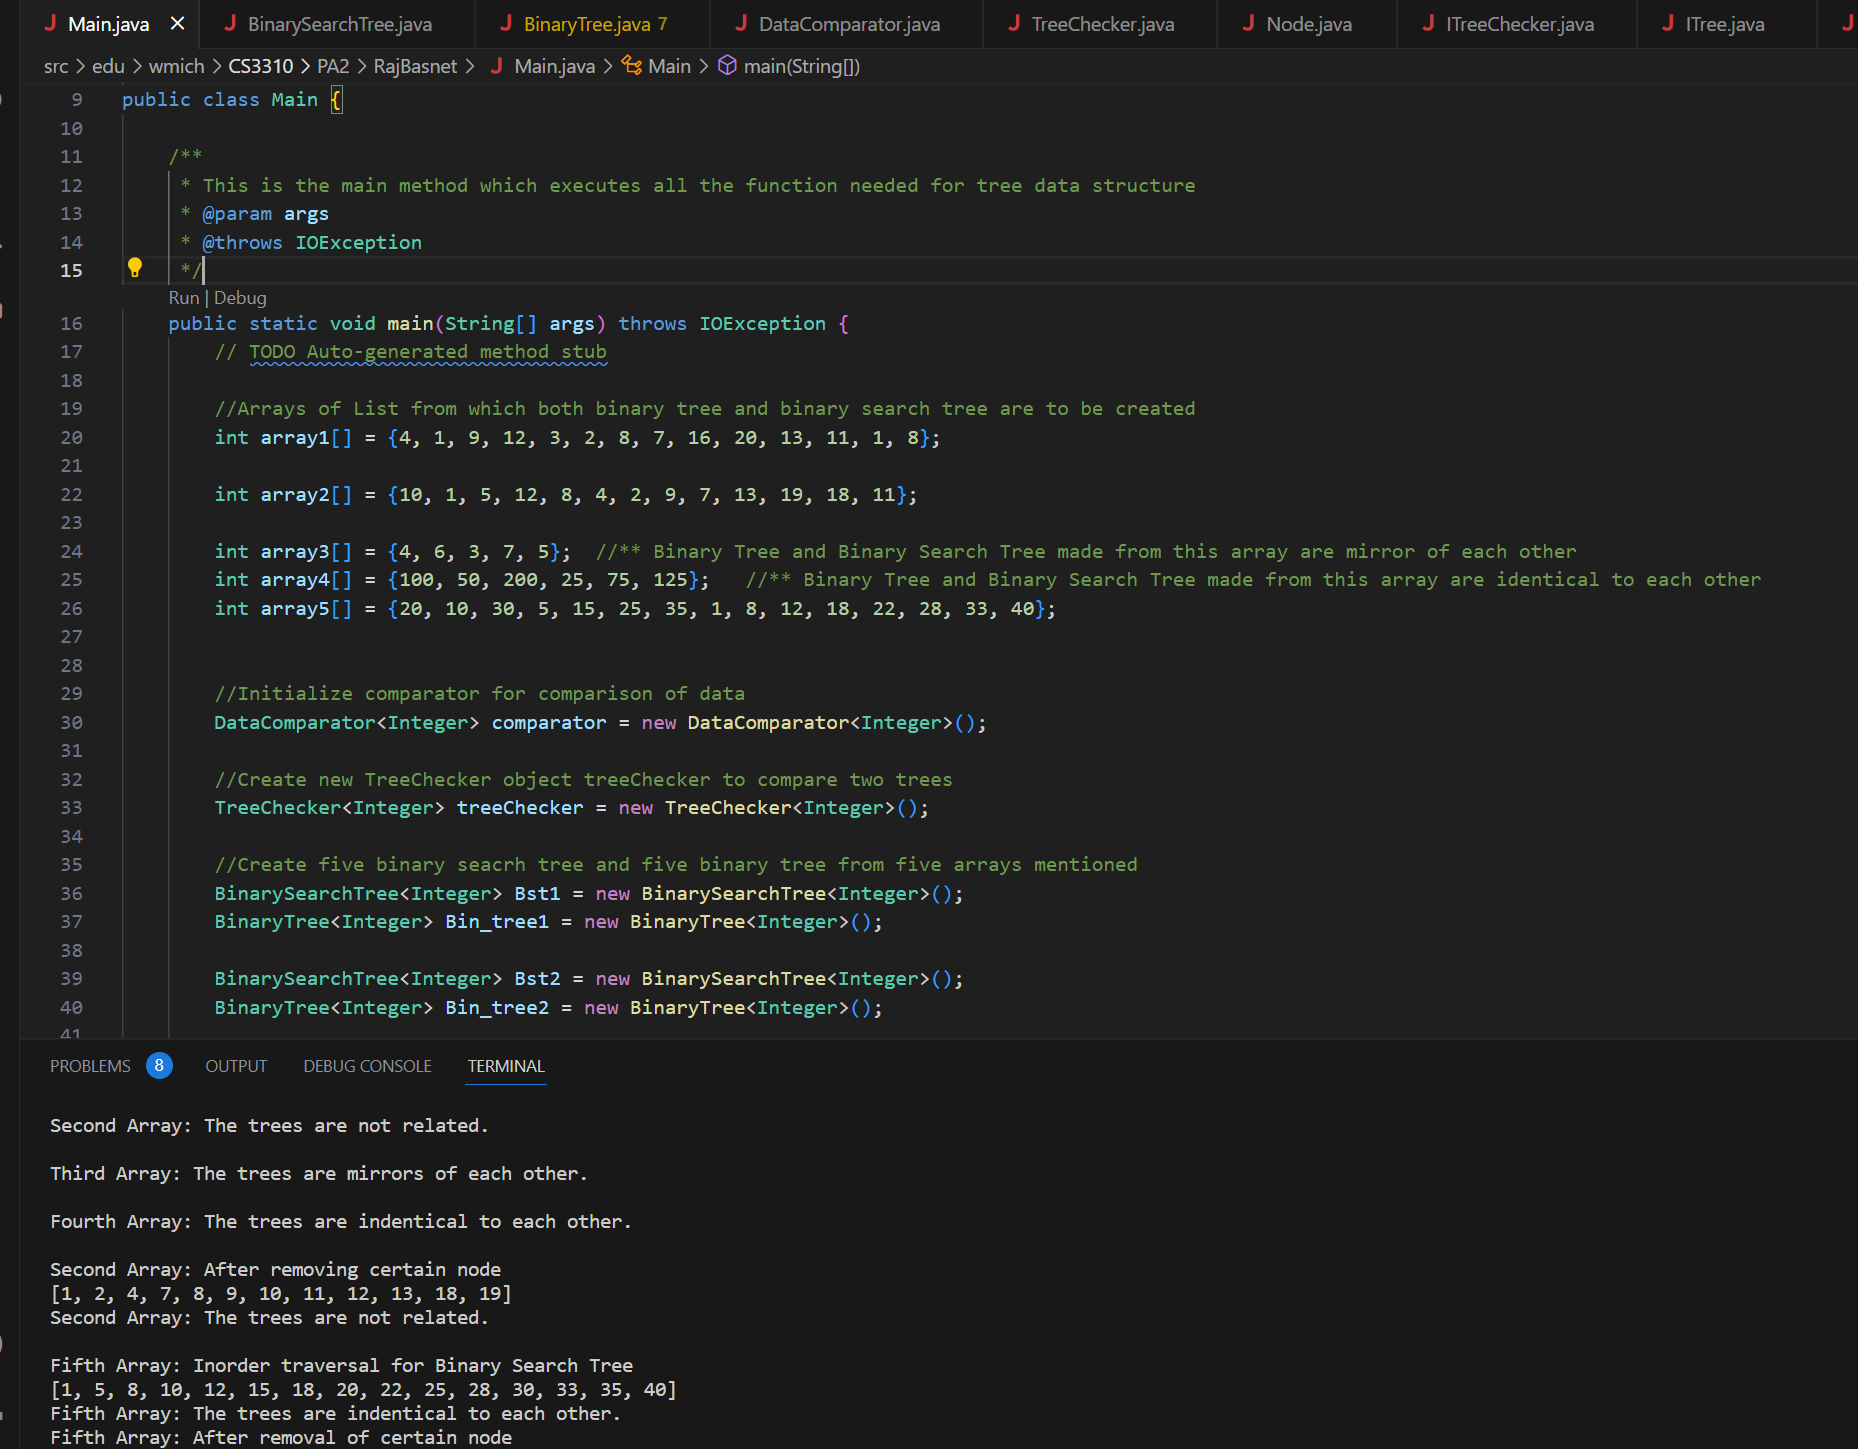 Main.java BinarySearchTree.java BinaryTree.java 7 DataComparator.java TreeChecker.java Node.java ITreeChecker.java ITree.java
src > edu > wmich > CS3310 > PA2 > RajBasnet > Main.java > Main > main(String[])
9 public class Main {
10
11 /**
12 * This is the main method which executes all the function needed for tree data structure
13 * @param args
14 * @throws IOException
15 */
Run | Debug
16 public static void main(String[] args) throws IOException {
17 // TODO Auto-generated method stub
18
19 //Arrays of List from which both binary tree and binary search tree are to be created
20 int array1[] = {4, 1, 9, 12, 3, 2, 8, 7, 16, 20, 13, 11, 1, 8};
21
22 int array2[] = {10, 1, 5, 12, 8, 4, 2, 9, 7, 13, 19, 18, 11};
23
24 int array3[] = {4, 6, 3, 7, 5}; //** Binary Tree and Binary Search Tree made from this array are mirror of each other
25 int array4[] = {100, 50, 200, 25, 75, 125}; //** Binary Tree and Binary Search Tree made from this array are identical to each other
26 int array5[] = {20, 10, 30, 5, 15, 25, 35, 1, 8, 12, 18, 22, 28, 33, 40};
27
28
29 //Initialize comparator for comparison of data
30 DataComparator<Integer> comparator = new DataComparator<Integer>();
31
32 //Create new TreeChecker object treeChecker to compare two trees
33 TreeChecker<Integer> treeChecker = new TreeChecker<Integer>();
34
35 //Create five binary seacrh tree and five binary tree from five arrays mentioned
36 BinarySearchTree<Integer> Bst1 = new BinarySearchTree<Integer>();
37 BinaryTree<Integer> Bin_tree1 = new BinaryTree<Integer>();
38
39 BinarySearchTree<Integer> Bst2 = new BinarySearchTree<Integer>();
40 BinaryTree<Integer> Bin_tree2 = new BinaryTree<Integer>();
41
PROBLEMS 8 OUTPUT DEBUG CONSOLE TERMINAL
Second Array: The trees are not related.
Third Array: The trees are mirrors of each other.
Fourth Array: The trees are indentical to each other.
Second Array: After removing certain node
[1, 2, 4, 7, 8, 9, 10, 11, 12, 13, 18, 19]
Second Array: The trees are not related.
Fifth Array: Inorder traversal for Binary Search Tree
[1, 5, 8, 10, 12, 15, 18, 20, 22, 25, 28, 30, 33, 35, 40]
Fifth Array: The trees are indentical to each other.
Fifth Array: After removal of certain node